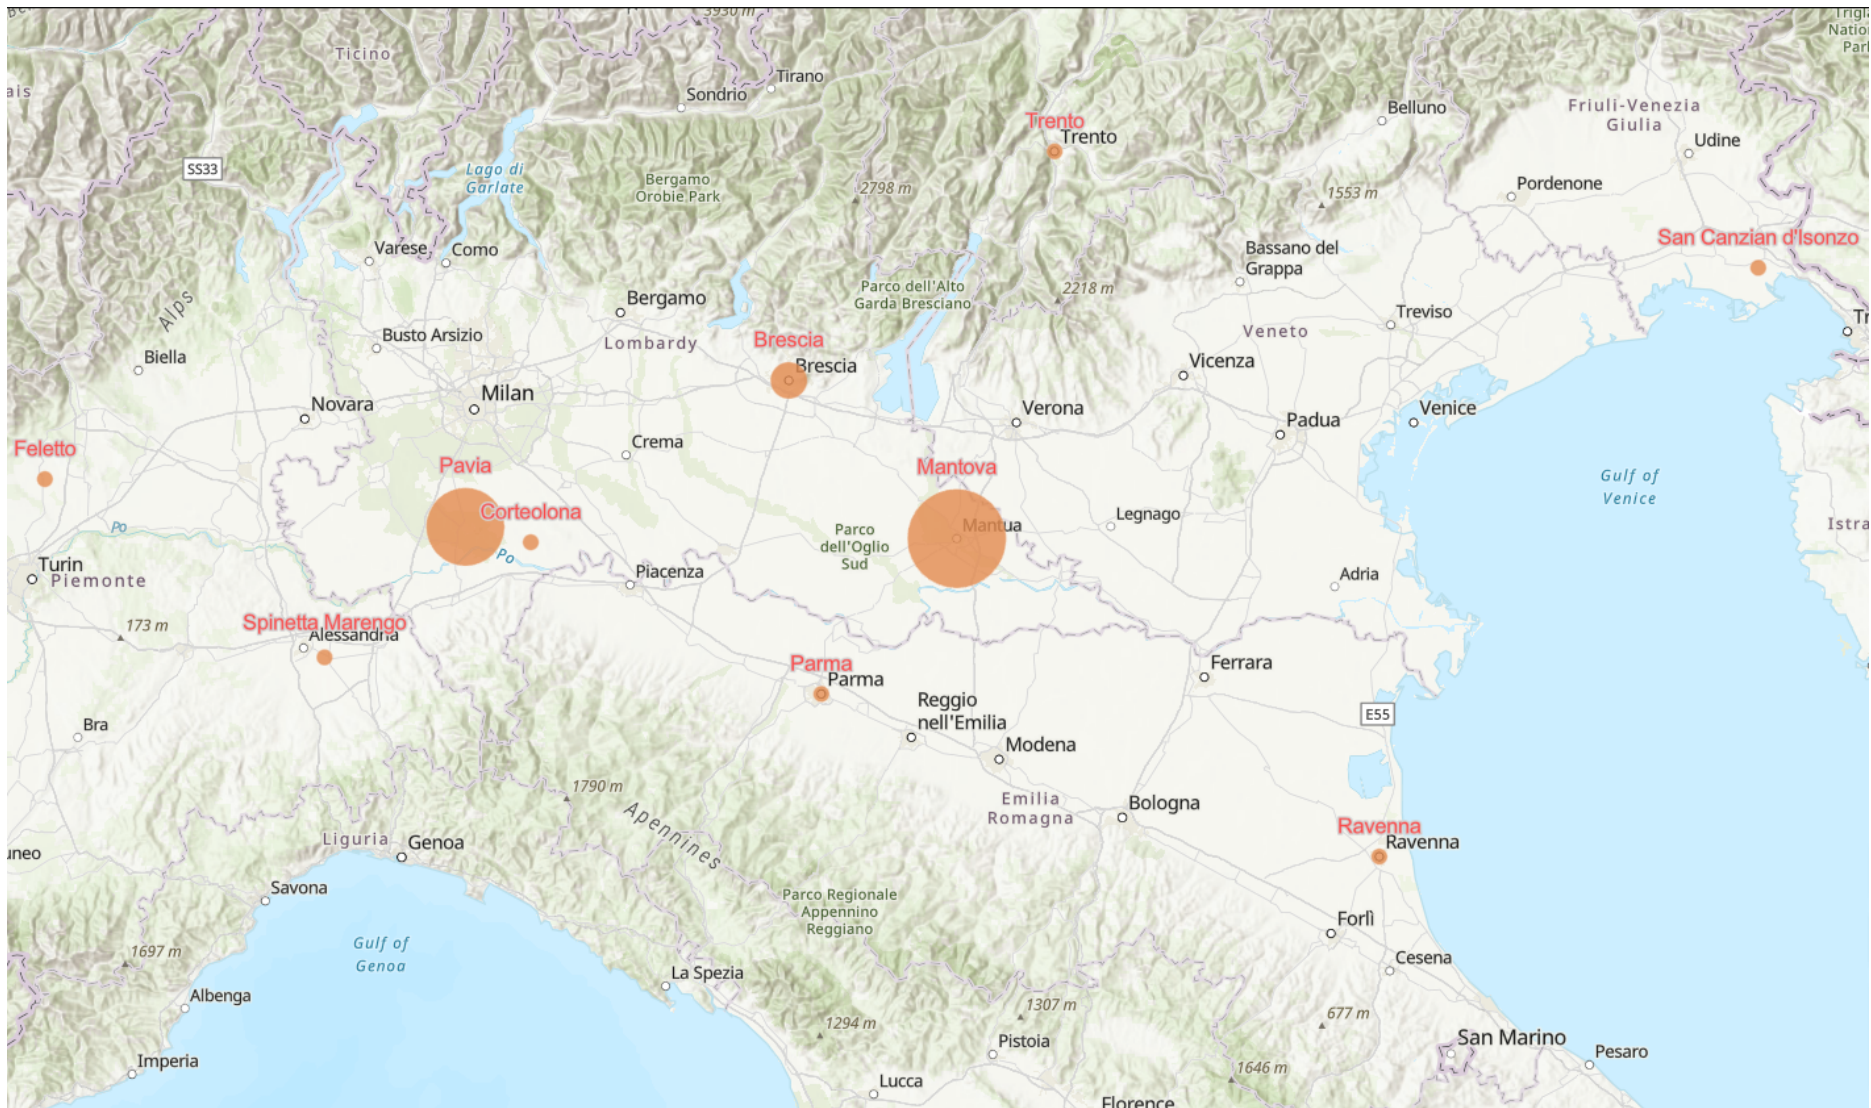 3930 m
Ticino
Tirano
Sondrio
Belluno
Friuli-Venezia
Giulia
Trento
Trento
Udine
SS33
Lago di
Garlate
Bergamo
Orobie Park
2798 m
1553 m
Pordenone
San Canzian d'Isonzo
Varese
Como
Bassano del
Grappa
Parco dell'Alto
Garda Bresciano
2218 m
Alps
Bergamo
Treviso
Busto Arsizio
Lombardy
Veneto
Brescia
Brescia
Biella
Vicenza
Milan
Novara
Verona
Padua
Venice
Crema
Feletto
Pavia
Mantova
Gulf of
Venice
Corteolona
Mantua
Legnago
Po
Parco
dell'Oglio
Sud
Po
Turin
Piemonte
Piacenza
Adria
Spinetta Marengo
Alessandria
173 m
Parma
Parma
Ferrara
Reggio
nell'Emilia
E55
Bra
Modena
1790 m
Emilia
Romagna
Bologna
Apennines
Liguria
Genoa
Ravenna
Ravenna
uneo
Savona
Parco Regionale
Appennino
Reggiano
Forlì
Gulf of
Genoa
1697 m
Cesena
La Spezia
Albenga
1307 m
1294 m
677 m
Pistoia
San Marino
Pesaro
Imperia
1646 m
Lucca
Florence